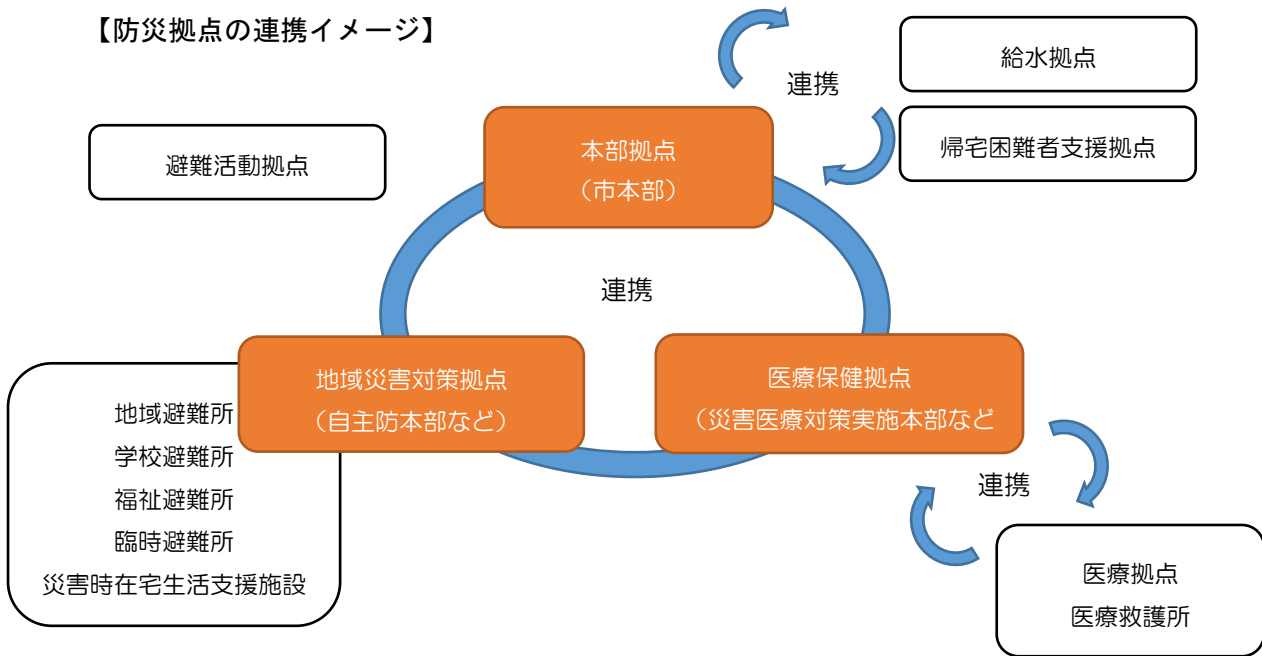 【防災拠点の連携イメージ】
給水拠点
連携
帰宅困難者支援拠点
避難活動拠点
本部拠点
（市本部）
連携
地域災害対策拠点
（自主防本部など）
医療保健拠点
（災害医療対策実施本部など
地域避難所
学校避難所
福祉避難所
臨時避難所
災害時在宅生活支援施設
連携
医療拠点
医療救護所